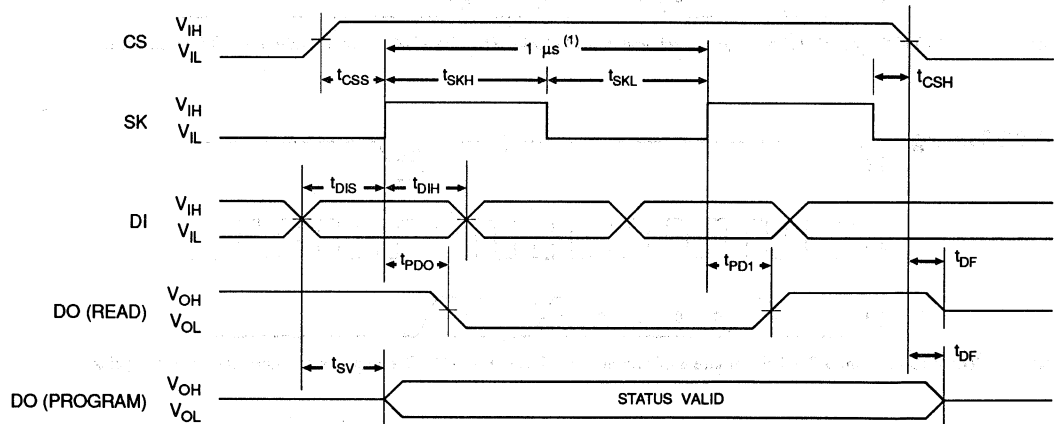 CS V_IH V_IL
1 µs (1)
t_CSS t_SKH t_SKL t_CSH
SK V_IH V_IL
t_DIS t_DIH
DI V_IH V_IL
t_PDO t_PD1 t_DF
DO (READ) V_OH V_OL
t_SV t_DF
DO (PROGRAM) V_OH V_OL
STATUS VALID